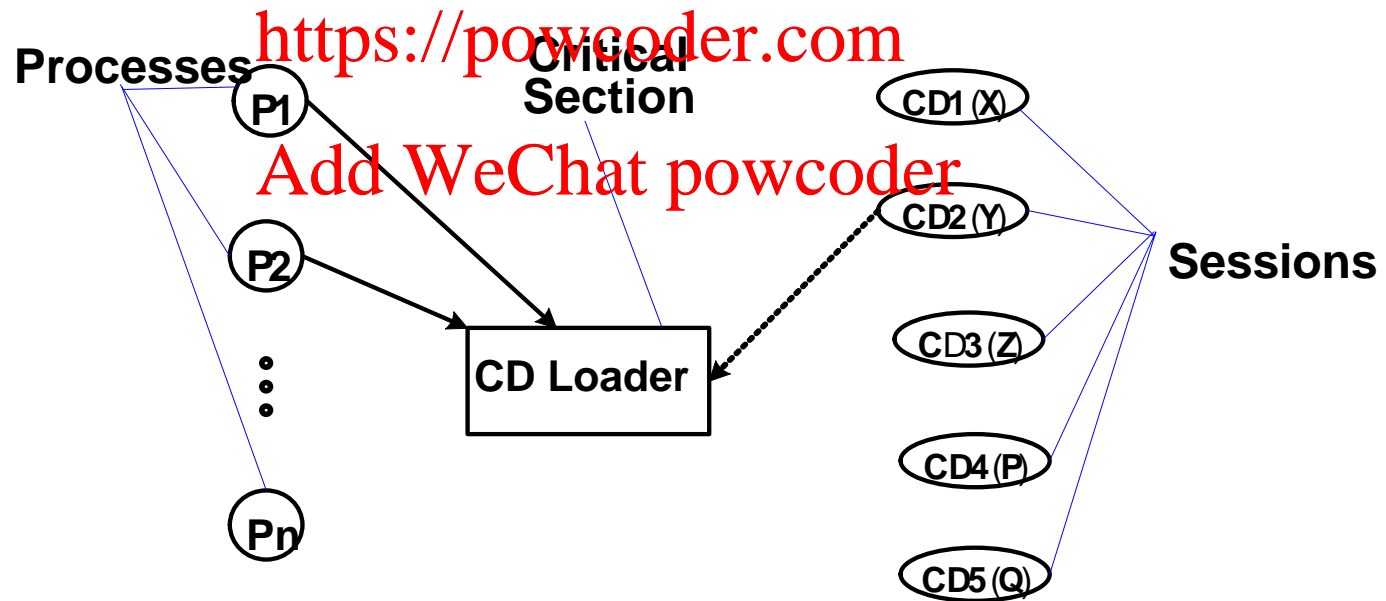 https://powcoder.com
Processes
Critical
Section
P1
CD1 (X)
Add WeChat powcoder
P2
CD2 (Y)
Sessions
CD3 (Z)
CD Loader
CD4 (P)
Pn
CD5 (Q)